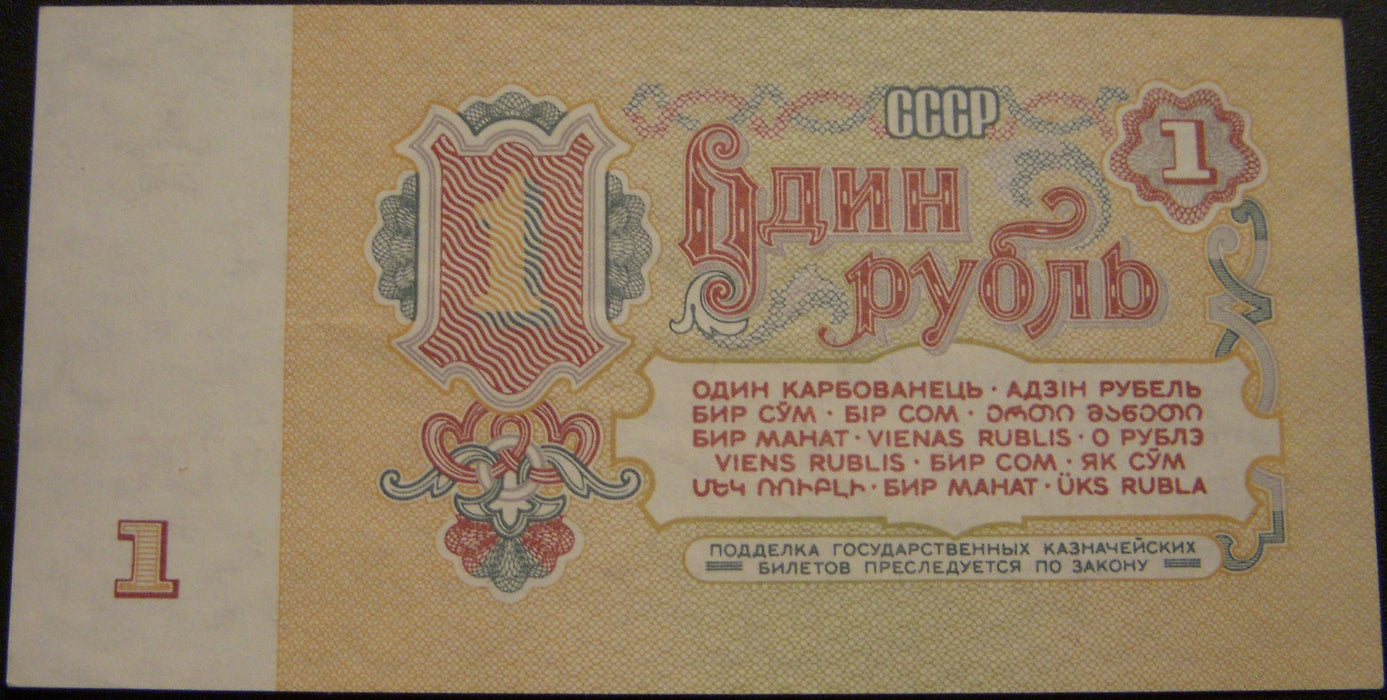 СССР
1
Один
рубль
1
ОДИН КАРБОВАНЕЦЬ · АДЗІН РУБЕЛЬ
БИР СЎМ · БІР СОМ · ᲔᲠᲗᲘ ᲛᲐᲜᲔᲗᲘ
БИР МАНАТ · VIENAS RUBLIS · О РУБЛЭ
VIENS RUBLIS · БИР СОМ · ЯК СӮМ
ՄԵԿ ՌՈՒԲԼԻ · БИР МАНАТ · ÜKS RUBLA
ПОДДЕЛКА ГОСУДАРСТВЕННЫХ КАЗНАЧЕЙСКИХ
БИЛЕТОВ ПРЕСЛЕДУЕТСЯ ПО ЗАКОНУ
1